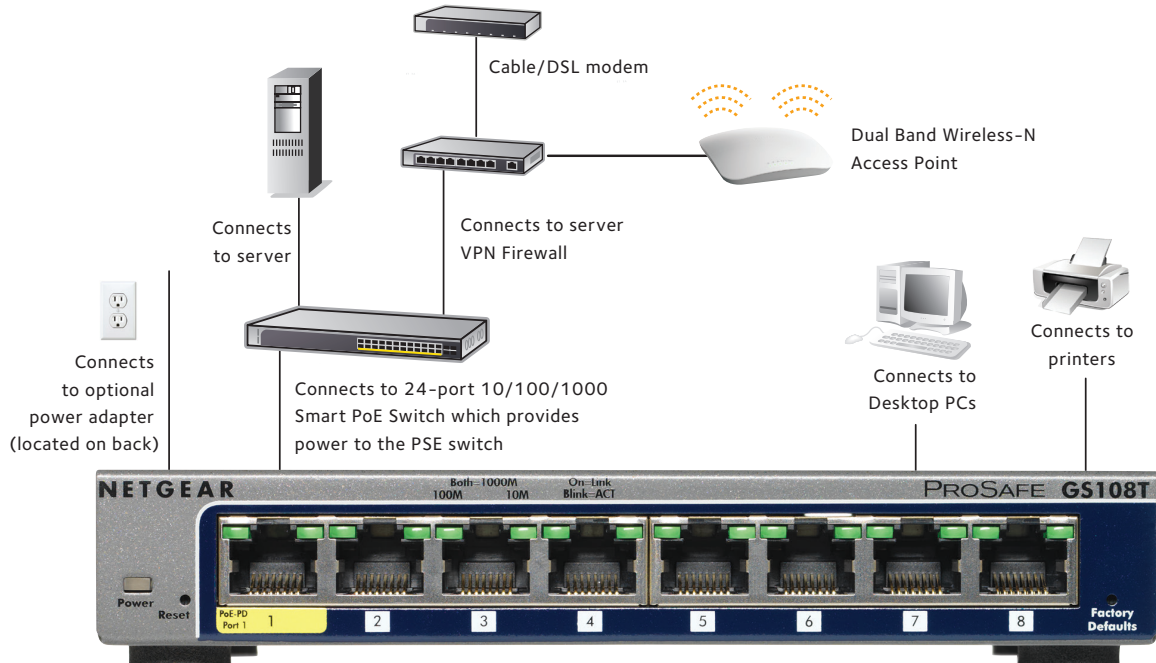 Cable/DSL modem
Dual Band Wireless-N
Access Point
Connects
to server
Connects to server
VPN Firewall
Connects
to optional
power adapter
(located on back)
Connects to 24-port 10/100/1000
Smart PoE Switch which provides
power to the PSE switch
Connects to
Desktop PCs
Connects to
printers
NETGEAR
Both=1000M
100M 10M
On=Link
Blink=ACT
PROSAFE GS108T
Power
Reset
PoE-PD
Port 1
1
2
3
4
5
6
7
8
Factory
Defaults